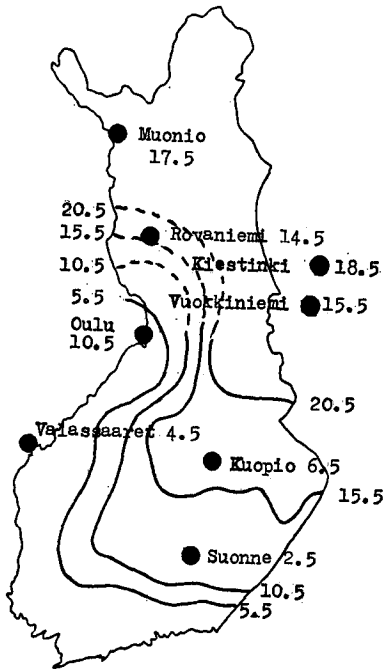 Muonio
17.5
20.5
15.5
Rovaniemi 14.5
10.5
Kiestinki 18.5
5.5
Vuokkiniemi 15.5
Oulu
10.5
20.5
Valassaaret 4.5
Kuopio 6.5
15.5
Suonne 2.5
10.5
5.5